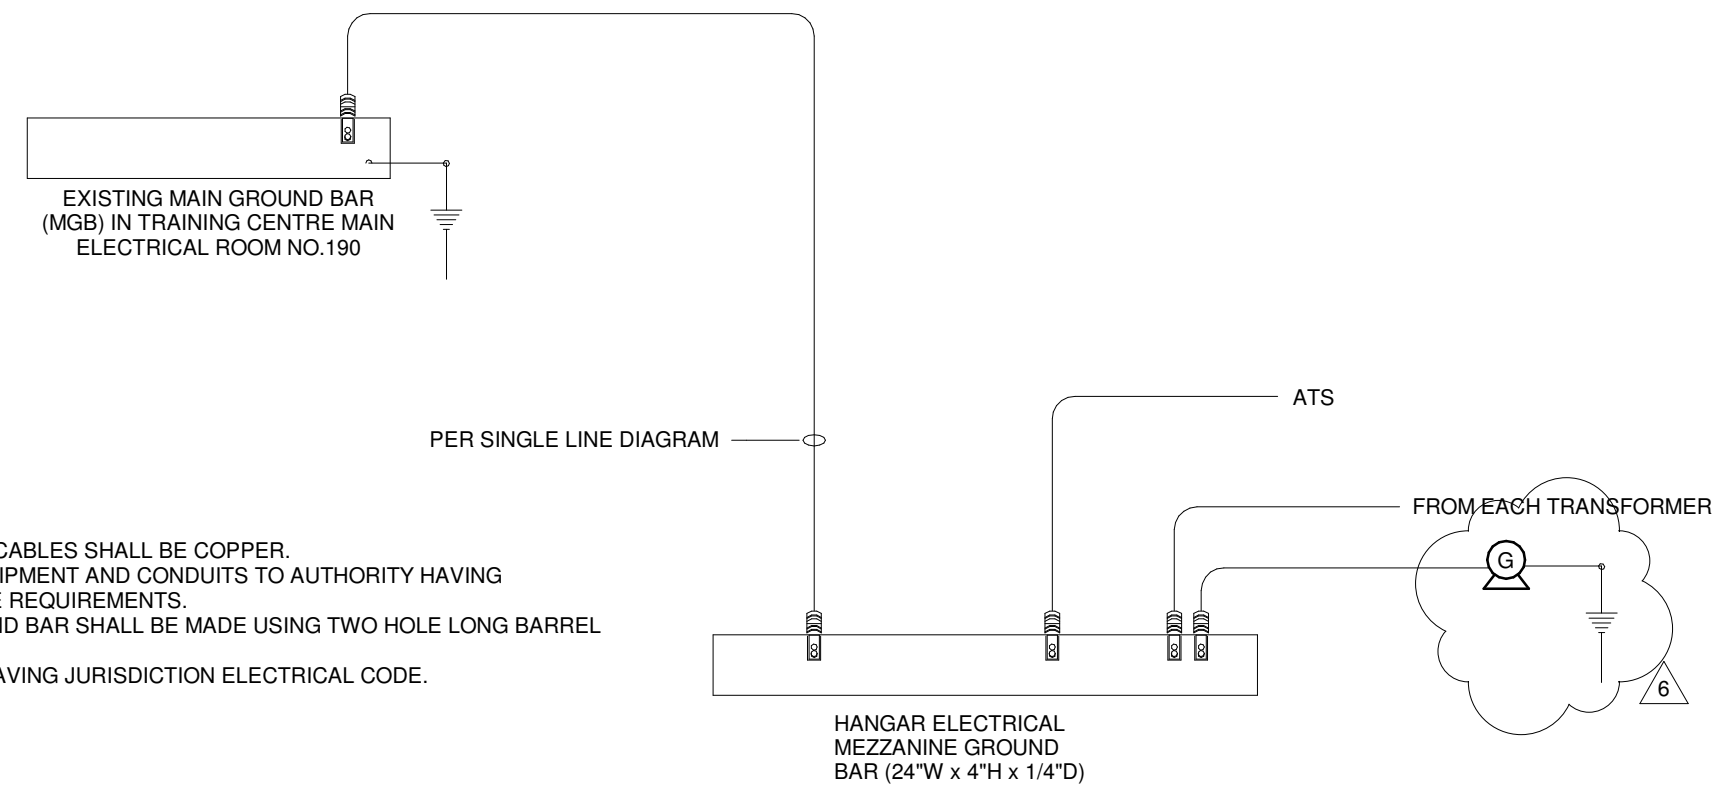 EXISTING MAIN GROUND BAR
(MGB) IN TRAINING CENTRE MAIN
ELECTRICAL ROOM NO.190
ATS
PER SINGLE LINE DIAGRAM
FROM EACH TRANSFORMER
G
CABLES SHALL BE COPPER.
IPMENT AND CONDUITS TO AUTHORITY HAVING
E REQUIREMENTS.
ND BAR SHALL BE MADE USING TWO HOLE LONG BARREL
AVING JURISDICTION ELECTRICAL CODE.
6
HANGAR ELECTRICAL
MEZZANINE GROUND
BAR (24"W x 4"H x 1/4"D)